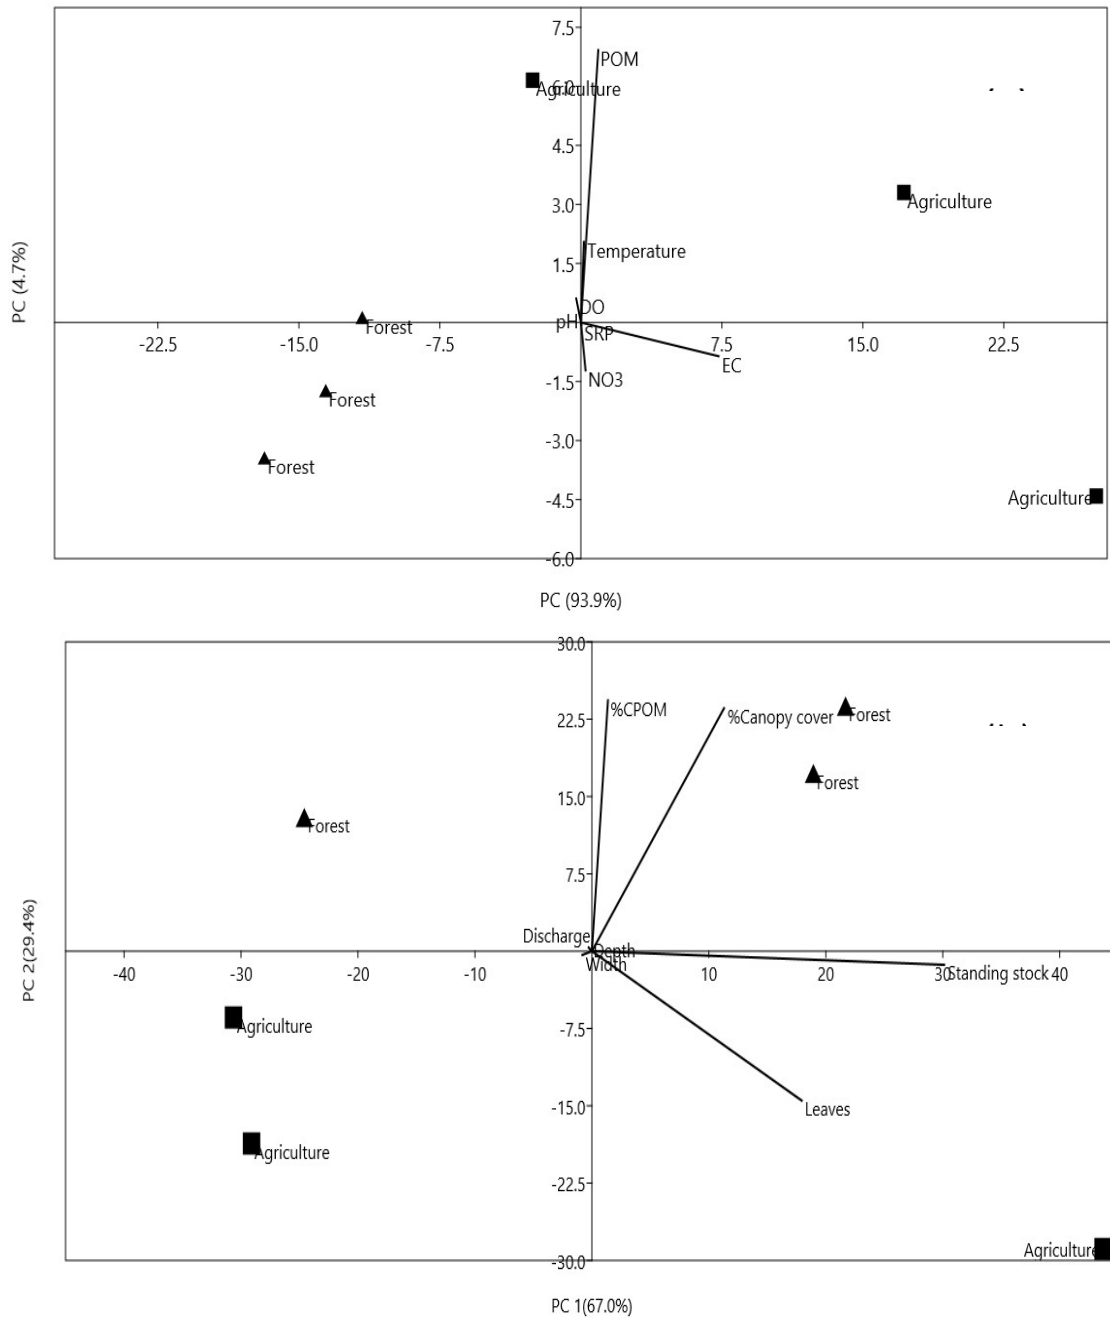 7.5
POM
6.0
Agriculture
4.5
3.0
Agriculture
Temperature
1.5
DO
pH
Forest
SRP
-22.5 -15.0 -7.5 7.5 15.0 22.5
EC
NO3
-1.5
Forest
-3.0
Forest
-4.5
Agriculture
-6.0
PC (4.7%)
PC (93.9%)
30.0
%CPOM
%Canopy cover
Forest
22.5
Forest
15.0
Forest
7.5
Discharge
Depth
Width
-40 -30 -20 -10 10 20 30 40
Standing stock
Agriculture
-7.5
Leaves
-15.0
Agriculture
-22.5
Agriculture
-30.0
PC 2(29.4%)
PC 1(67.0%)